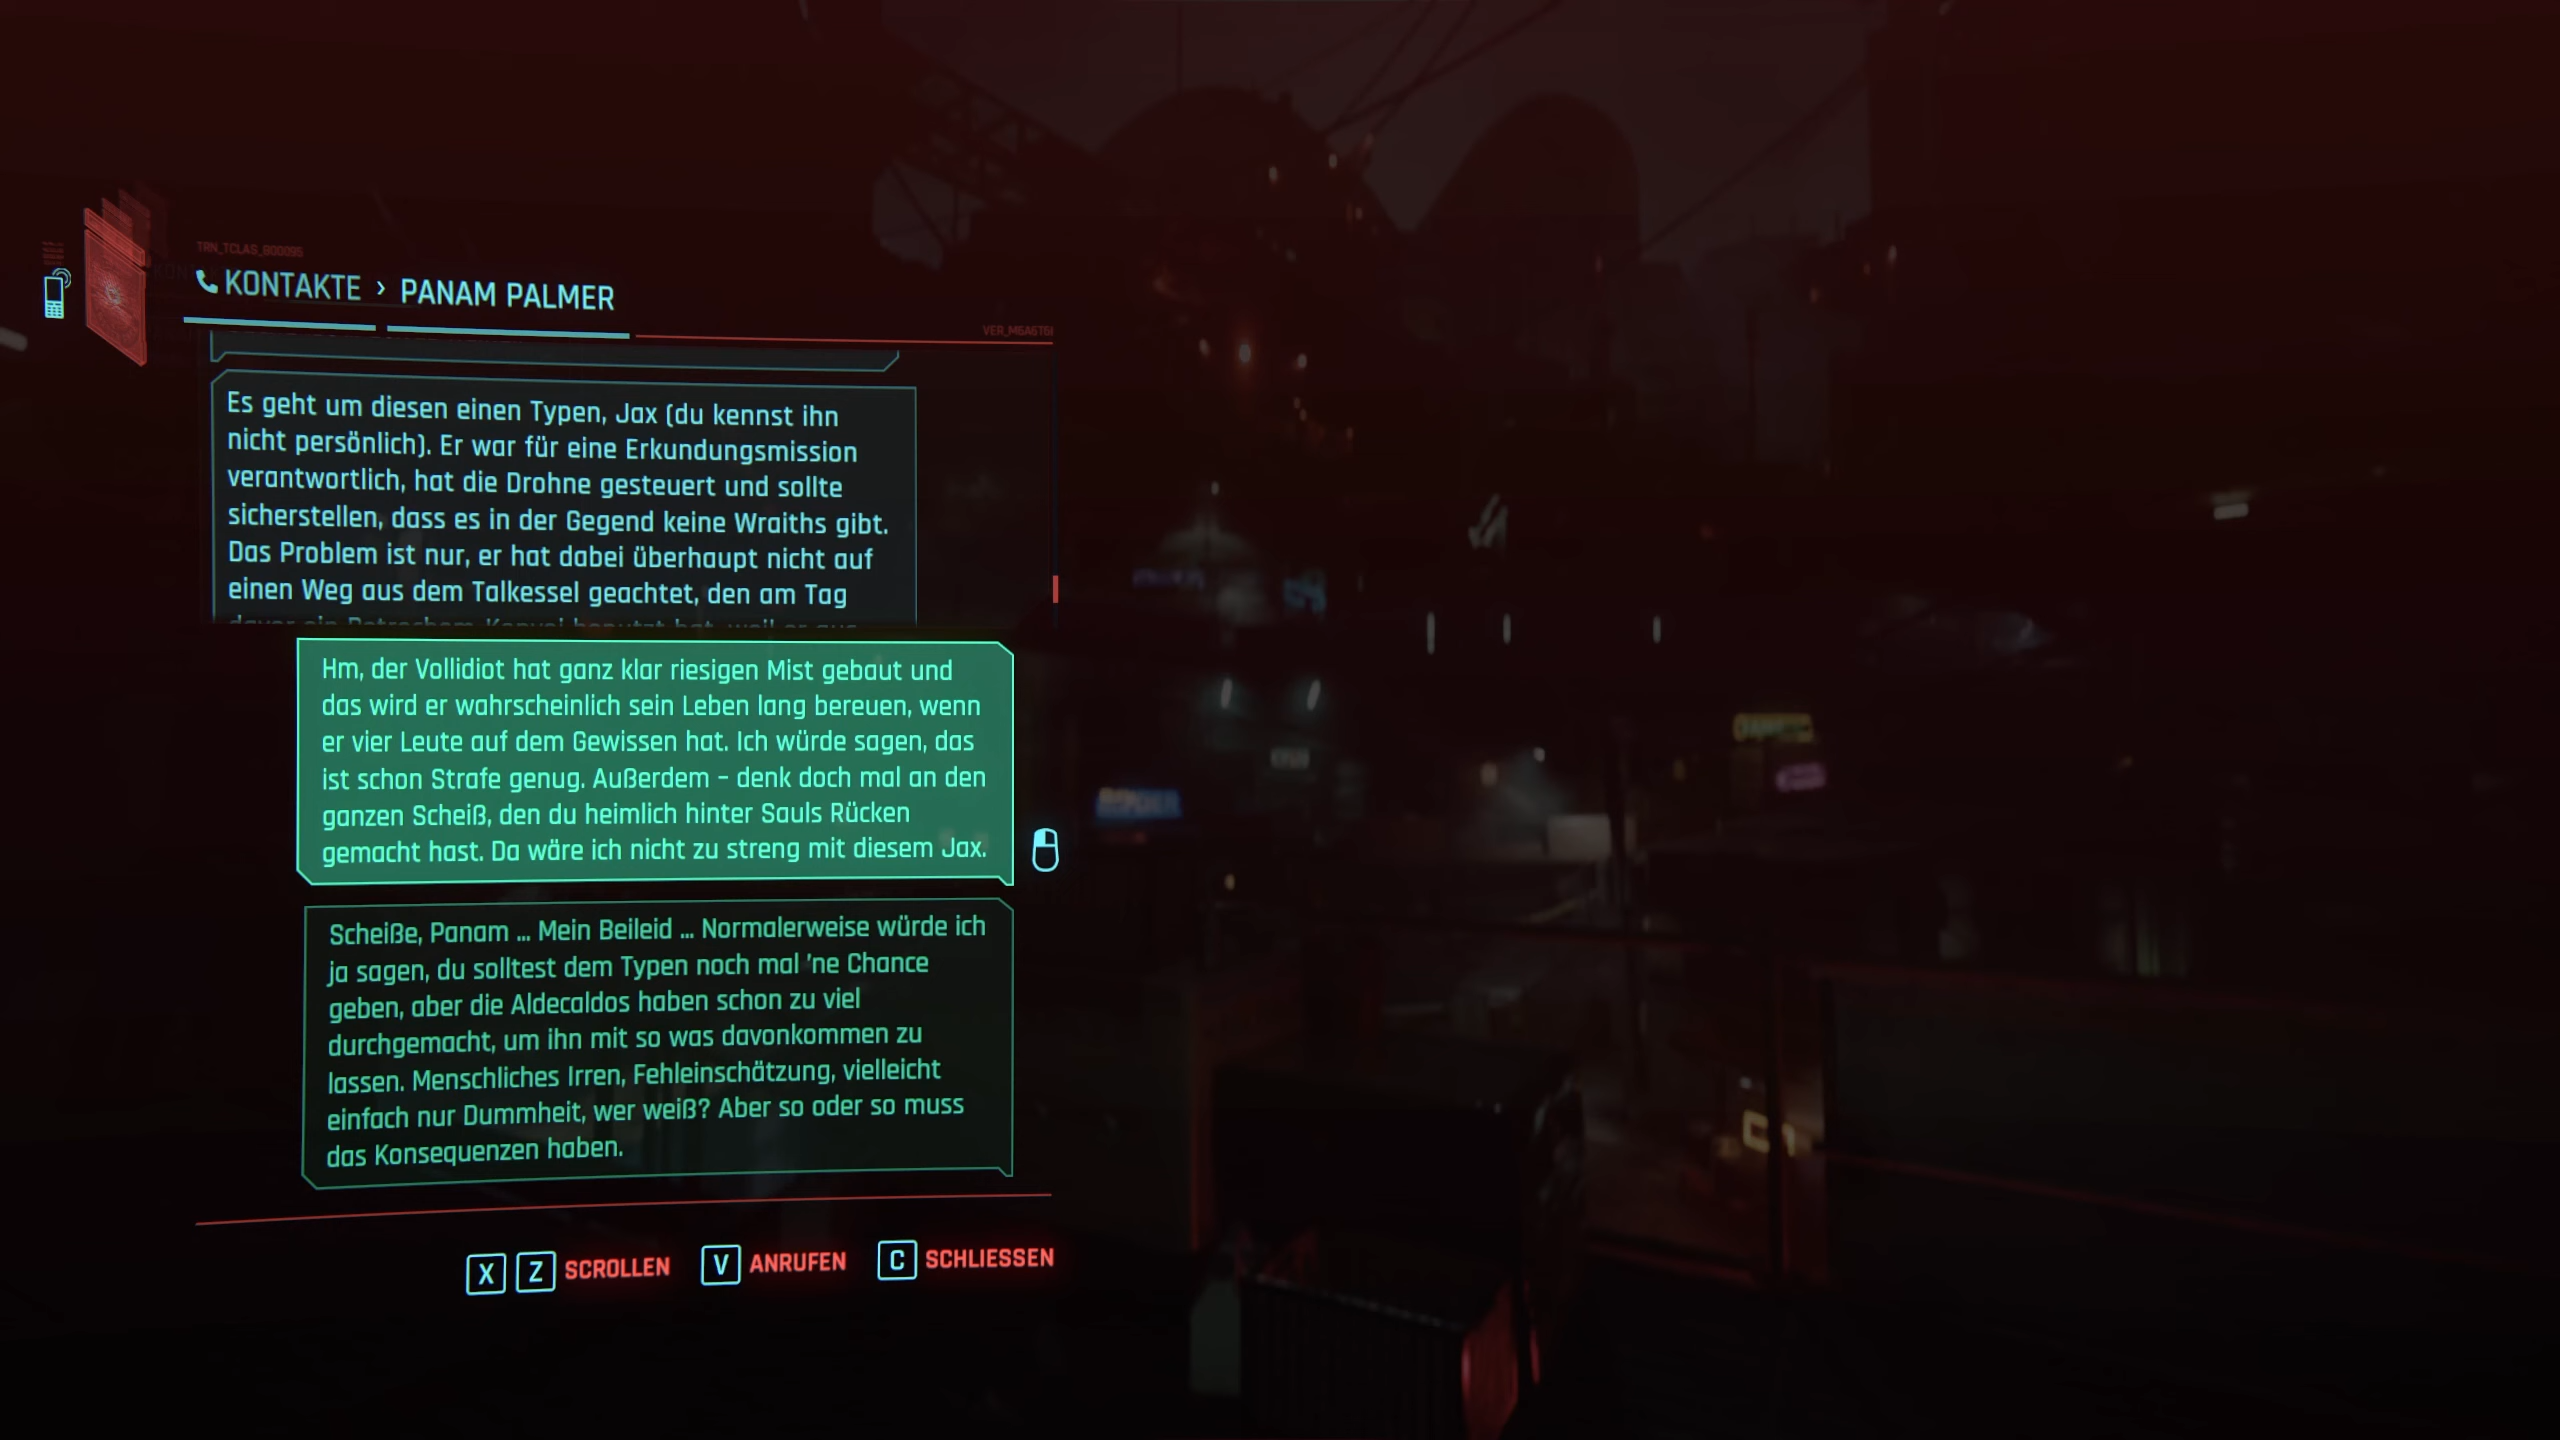 TRN_TCLAS_800095
KONTAKTE › PANAM PALMER
Es geht um diesen einen Typen, Jax (du kennst ihn
nicht persönlich). Er war für eine Erkundungsmission
verantwortlich, hat die Drohne gesteuert und sollte
sicherstellen, dass es in der Gegend keine Wraiths gibt.
Das Problem ist nur, er hat dabei überhaupt nicht auf
einen Weg aus dem Talkessel geachtet, den am Tag
Hm, der Vollidiot hat ganz klar riesigen Mist gebaut und
das wird er wahrscheinlich sein Leben lang bereuen, wenn
er vier Leute auf dem Gewissen hat. Ich würde sagen, das
ist schon Strafe genug. Außerdem – denk doch mal an den
ganzen Scheiß, den du heimlich hinter Sauls Rücken
gemacht hast. Da wäre ich nicht zu streng mit diesem Jax.
Scheiße, Panam ... Mein Beileid ... Normalerweise würde ich
ja sagen, du solltest dem Typen noch mal 'ne Chance
geben, aber die Aldecaldos haben schon zu viel
durchgemacht, um ihn mit so was davonkommen zu
lassen. Menschliches Irren, Fehleinschätzung, vielleicht
einfach nur Dummheit, wer weiß? Aber so oder so muss
das Konsequenzen haben.
X Z SCROLLEN V ANRUFEN C SCHLIESSEN